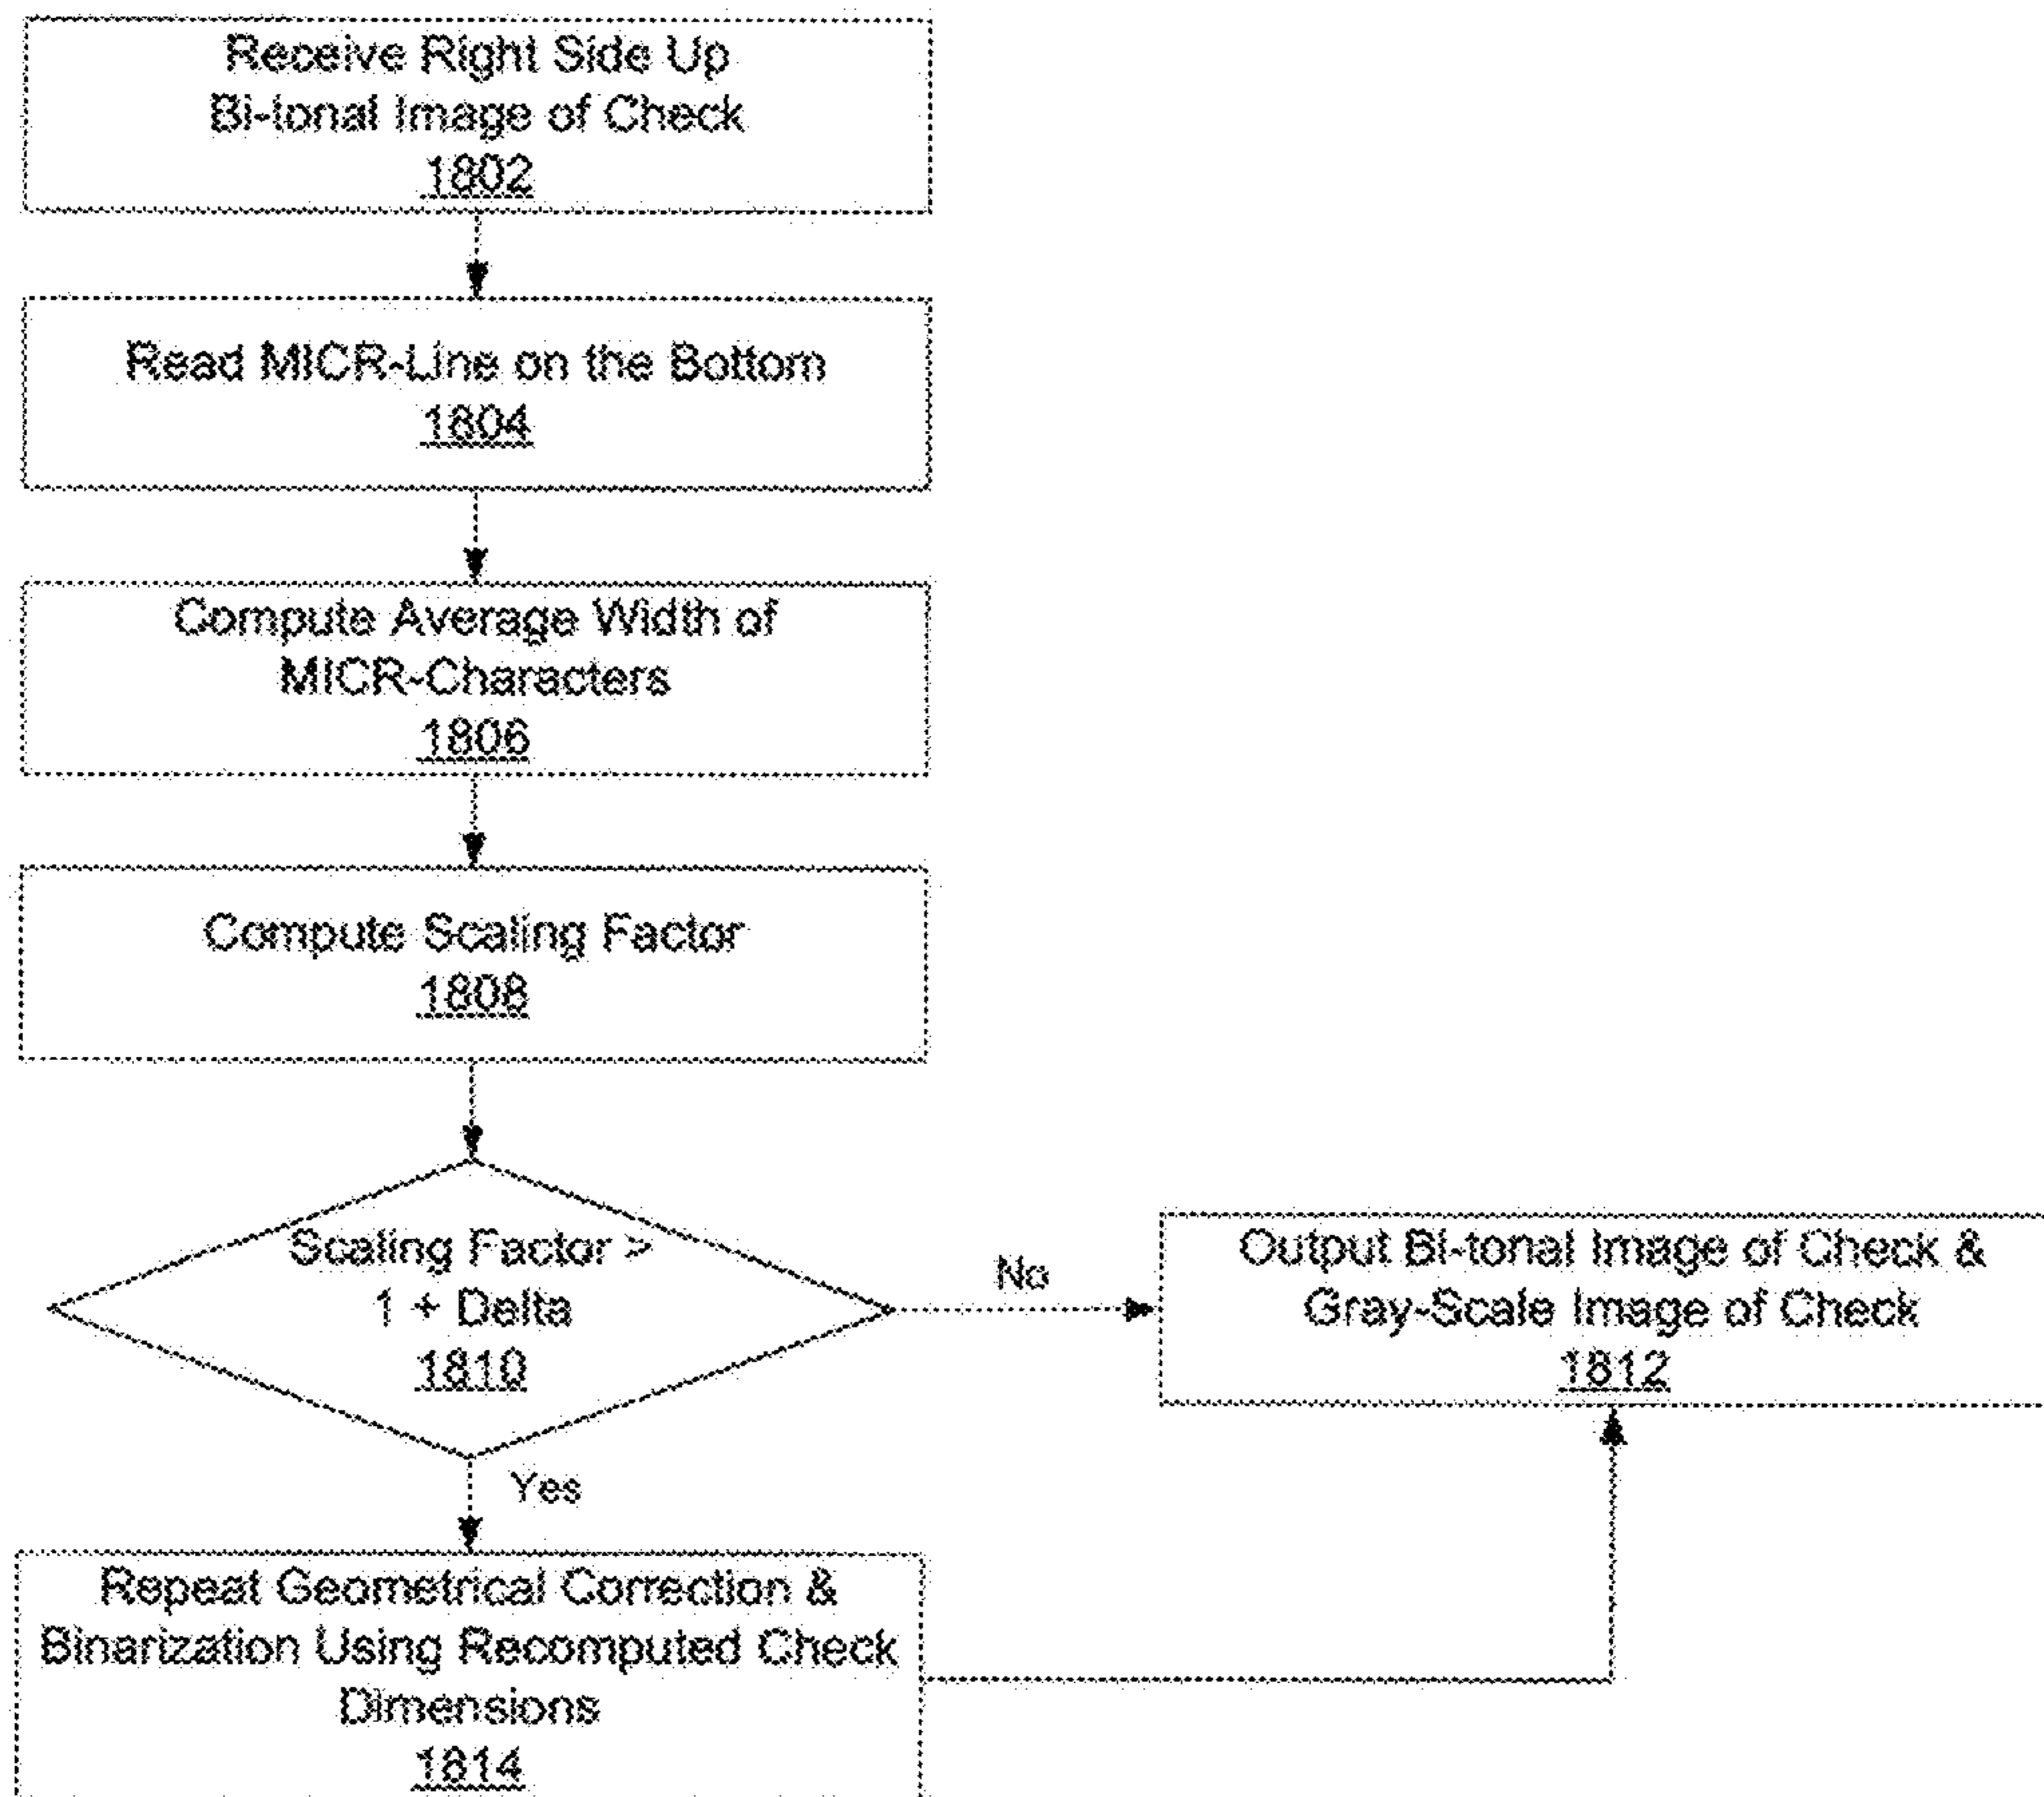 Receive Right Side Up
Bi-tonal Image of Check
1802
Read MICR-Line on the Bottom
1804
Compute Average Width of
MICR-Characters
1806
Compute Scaling Factor
1808
Scaling Factor >
1 + Delta
1810
No
Output Bi-tonal Image of Check &
Gray-Scale Image of Check
1812
Yes
Repeat Geometrical Correction &
Binarization Using Recomputed Check
Dimensions
1814